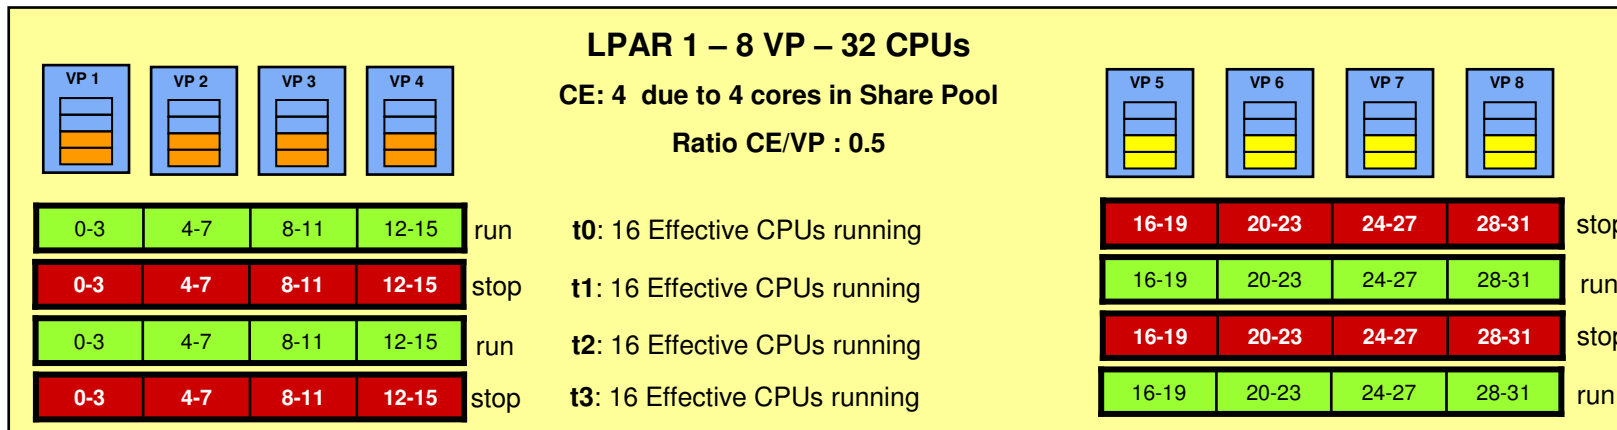 LPAR 1 – 8 VP – 32 CPUs
CE: 4 due to 4 cores in Share Pool
Ratio CE/VP : 0.5
VP 1 VP 2 VP 3 VP 4
VP 5 VP 6 VP 7 VP 8
0-3 4-7 8-11 12-15 run t0: 16 Effective CPUs running 16-19 20-23 24-27 28-31 stop
0-3 4-7 8-11 12-15 stop t1: 16 Effective CPUs running 16-19 20-23 24-27 28-31 run
0-3 4-7 8-11 12-15 run t2: 16 Effective CPUs running 16-19 20-23 24-27 28-31 stop
0-3 4-7 8-11 12-15 stop t3: 16 Effective CPUs running 16-19 20-23 24-27 28-31 run